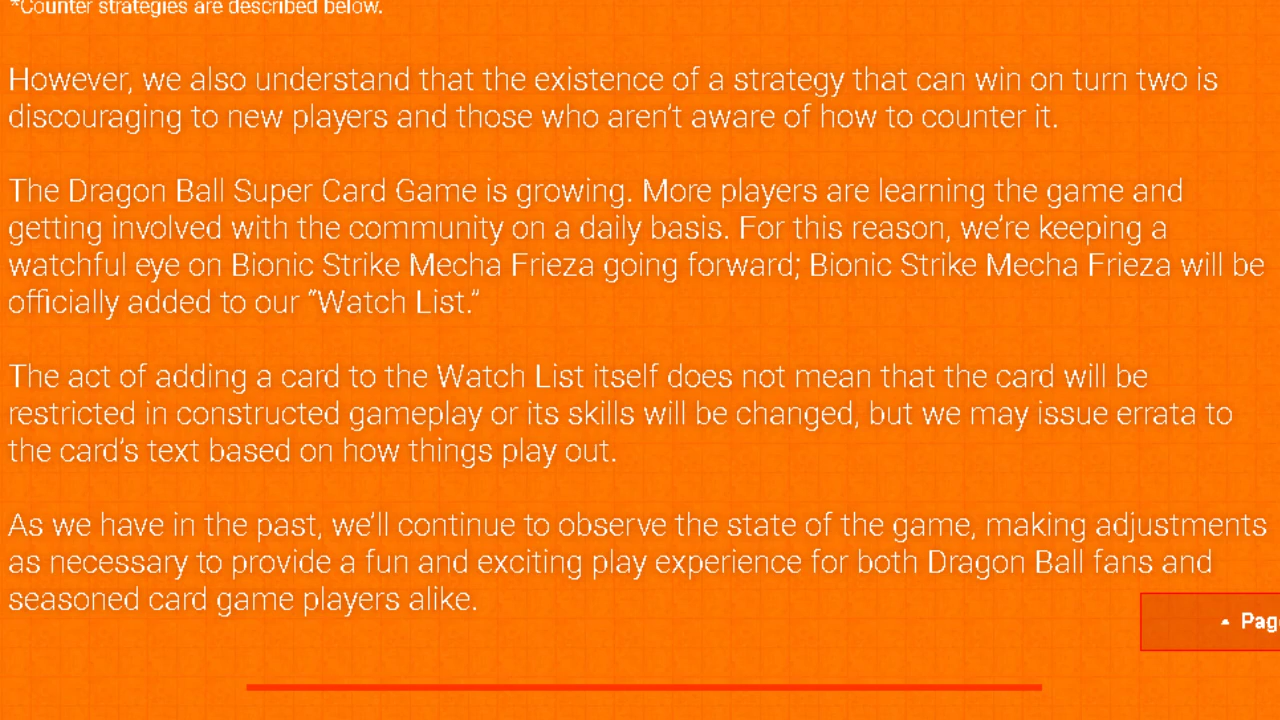 *Counter strategies are described below.
However, we also understand that the existence of a strategy that can win on turn two is
discouraging to new players and those who aren’t aware of how to counter it.
The Dragon Ball Super Card Game is growing. More players are learning the game and
getting involved with the community on a daily basis. For this reason, we’re keeping a
watchful eye on Bionic Strike Mecha Frieza going forward; Bionic Strike Mecha Frieza will be
officially added to our “Watch List.”
The act of adding a card to the Watch List itself does not mean that the card will be
restricted in constructed gameplay or its skills will be changed, but we may issue errata to
the card’s text based on how things play out.
As we have in the past, we’ll continue to observe the state of the game, making adjustments
as necessary to provide a fun and exciting play experience for both Dragon Ball fans and
seasoned card game players alike.